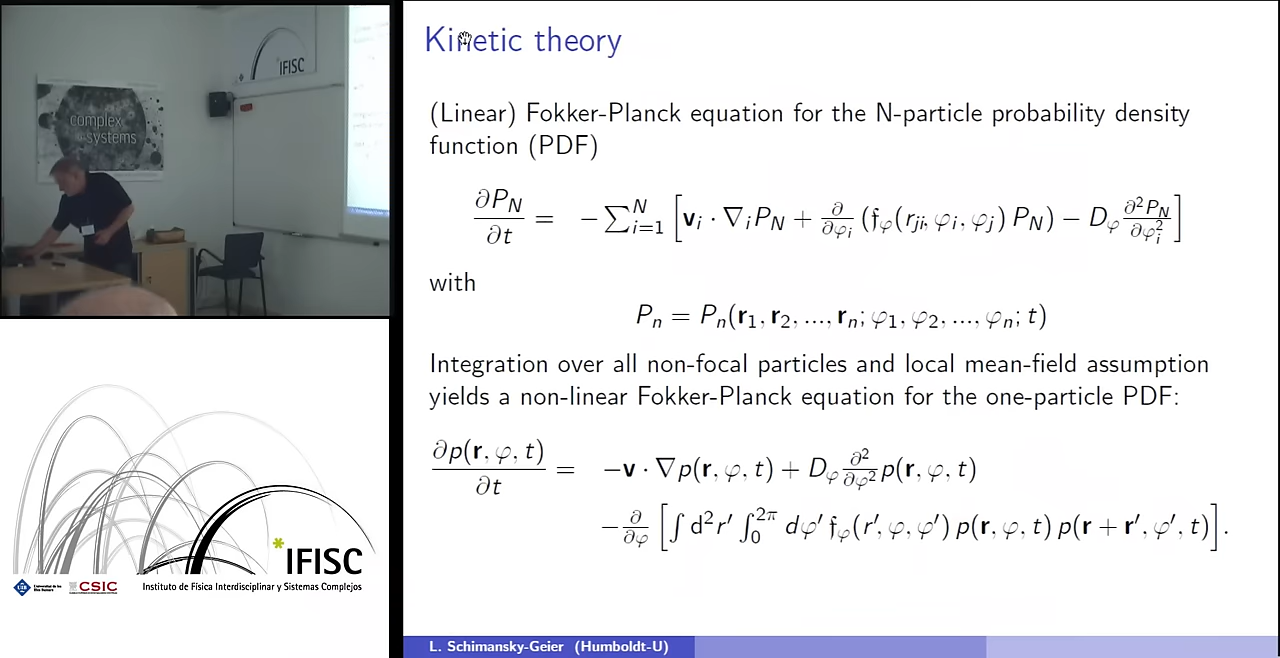 IFISC
complex
systems
IFISC
CSIC
Instituto de Física Interdisciplinar y Sistemas Complejos
Kinetic theory
(Linear) Fokker-Planck equation for the N-particle probability density
function (PDF)
∂P_N/∂t = −∑_{i=1}^{N} [v_i · ∇_i P_N + ∂/∂φ_i (𝔣_φ(r_{ji}, φ_i, φ_j) P_N) − D_φ ∂²P_N/∂φ_i²]
with
P_n = P_n(r_1, r_2, ..., r_n; φ_1, φ_2, ..., φ_n; t)
Integration over all non-focal particles and local mean-field assumption
yields a non-linear Fokker-Planck equation for the one-particle PDF:
∂p(r, φ, t)/∂t = −v · ∇p(r, φ, t) + D_φ ∂²/∂φ² p(r, φ, t)
−∂/∂φ [∫ d²r′ ∫_0^{2π} dφ′ 𝔣_φ(r′, φ, φ′) p(r, φ, t) p(r + r′, φ′, t)].
L. Schimansky-Geier (Humboldt-U)